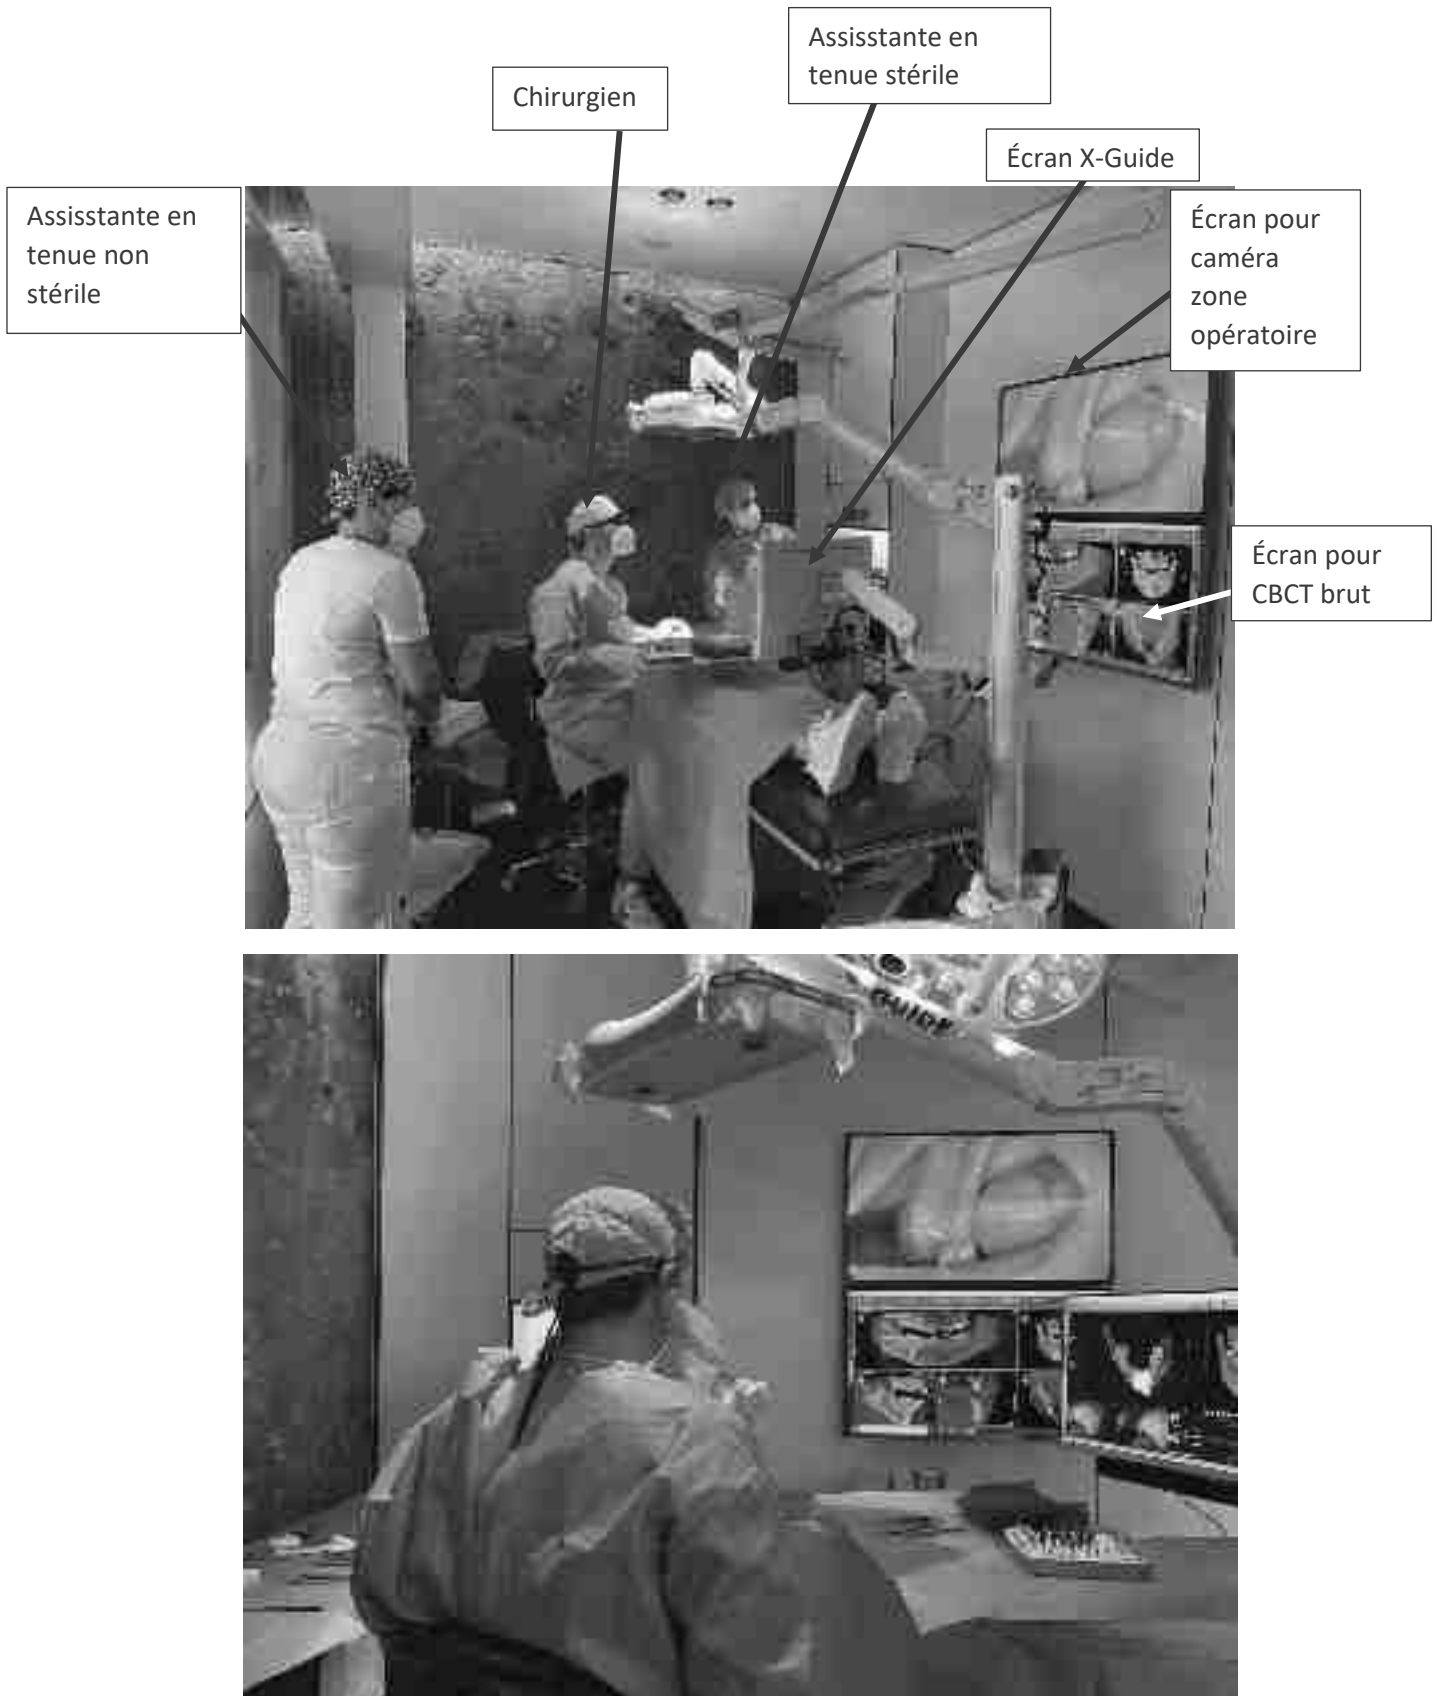 Assisstante en
tenue stérile
Chirurgien
Écran X-Guide
Assisstante en
tenue non
stérile
Écran pour
caméra
zone
opératoire
Écran pour
CBCT brut
GUIDE